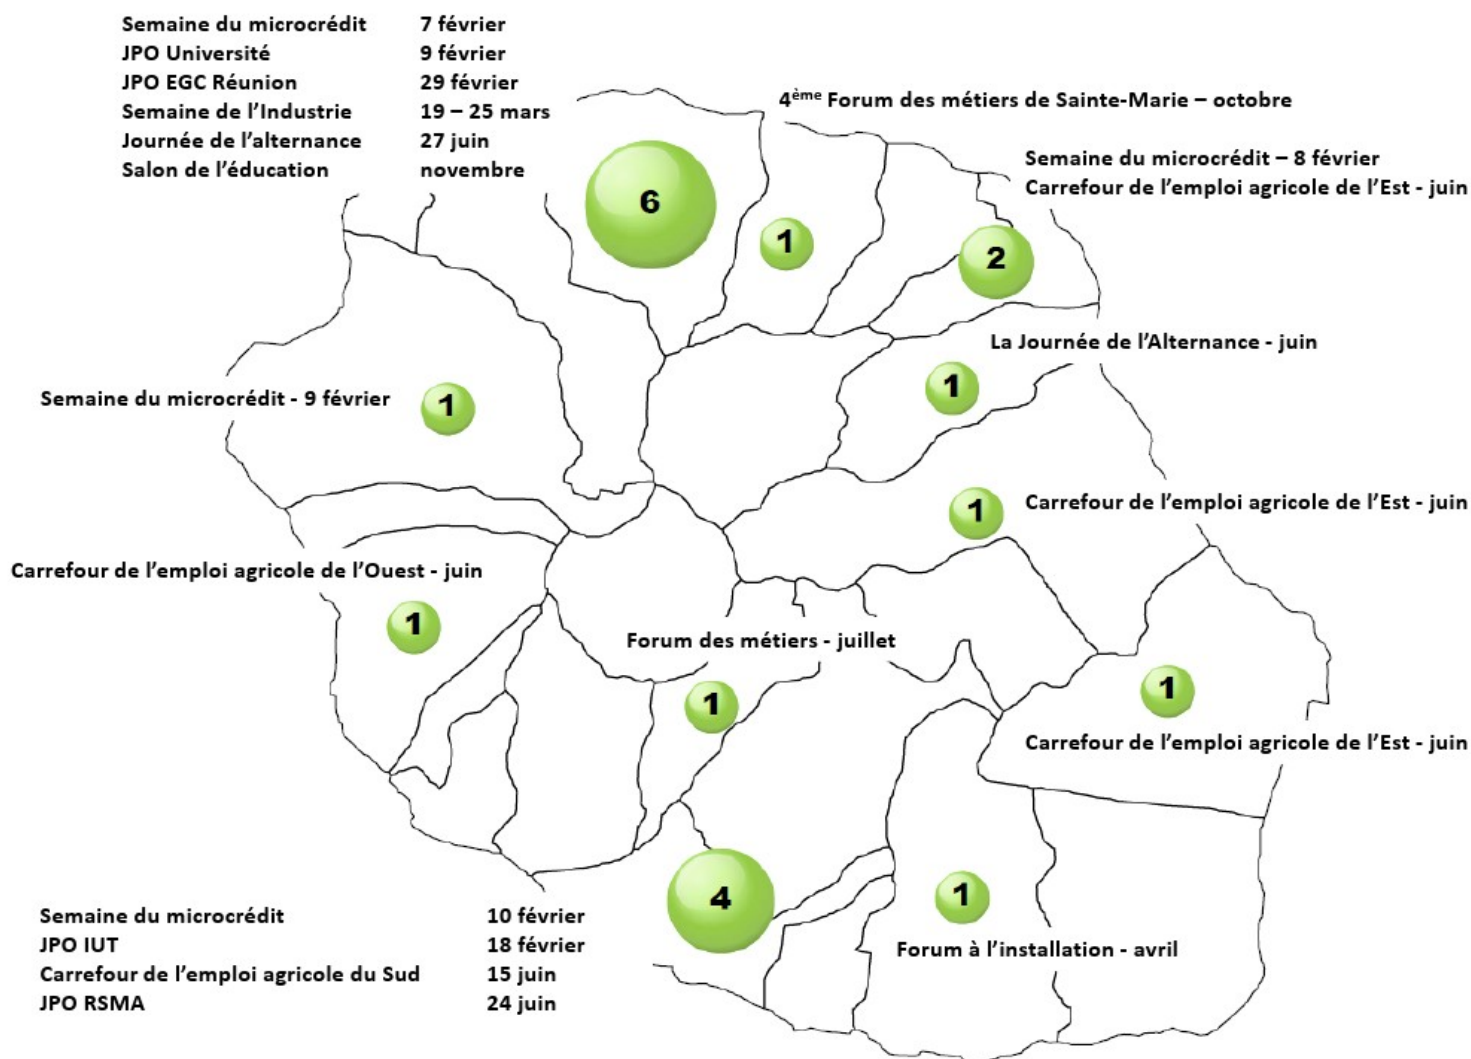 Semaine du microcrédit 7 février
JPO Université 9 février
JPO EGC Réunion 29 février
Semaine de l’Industrie 19 – 25 mars
Journée de l’alternance 27 juin
Salon de l’éducation novembre
4ème Forum des métiers de Sainte-Marie – octobre
Semaine du microcrédit – 8 février
Carrefour de l’emploi agricole de l’Est - juin
6
1
2
La Journée de l’Alternance - juin
1
Semaine du microcrédit - 9 février
1
Carrefour de l’emploi agricole de l’Est - juin
1
Carrefour de l’emploi agricole de l’Ouest - juin
1
Forum des métiers - juillet
1
1
Carrefour de l’emploi agricole de l’Est - juin
4
1
Forum à l’installation - avril
Semaine du microcrédit 10 février
JPO IUT 18 février
Carrefour de l’emploi agricole du Sud 15 juin
JPO RSMA 24 juin